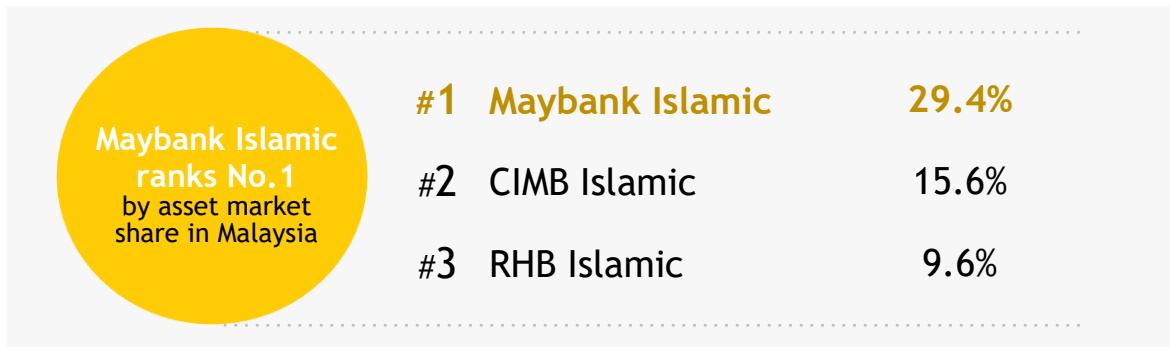 Maybank Islamic
ranks No.1
by asset market
share in Malaysia
#1 Maybank Islamic 29.4%
#2 CIMB Islamic 15.6%
#3 RHB Islamic 9.6%